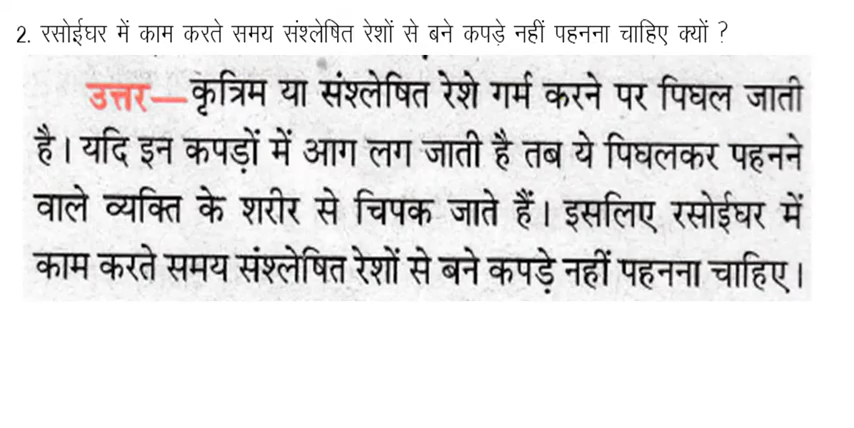 2. रसोईघर में काम करते समय संश्लेषित रेशों से बने कपड़े नहीं पहनना चाहिए क्यों ?
उत्तर—कृत्रिम या संश्लेषित रेशे गर्म करने पर पिघल जाती
है। यदि इन कपड़ों में आग लग जाती है तब ये पिघलकर पहनने
वाले व्यक्ति के शरीर से चिपक जाते हैं। इसलिए रसोईघर में
काम करते समय संश्लेषित रेशों से बने कपड़े नहीं पहनना चाहिए।